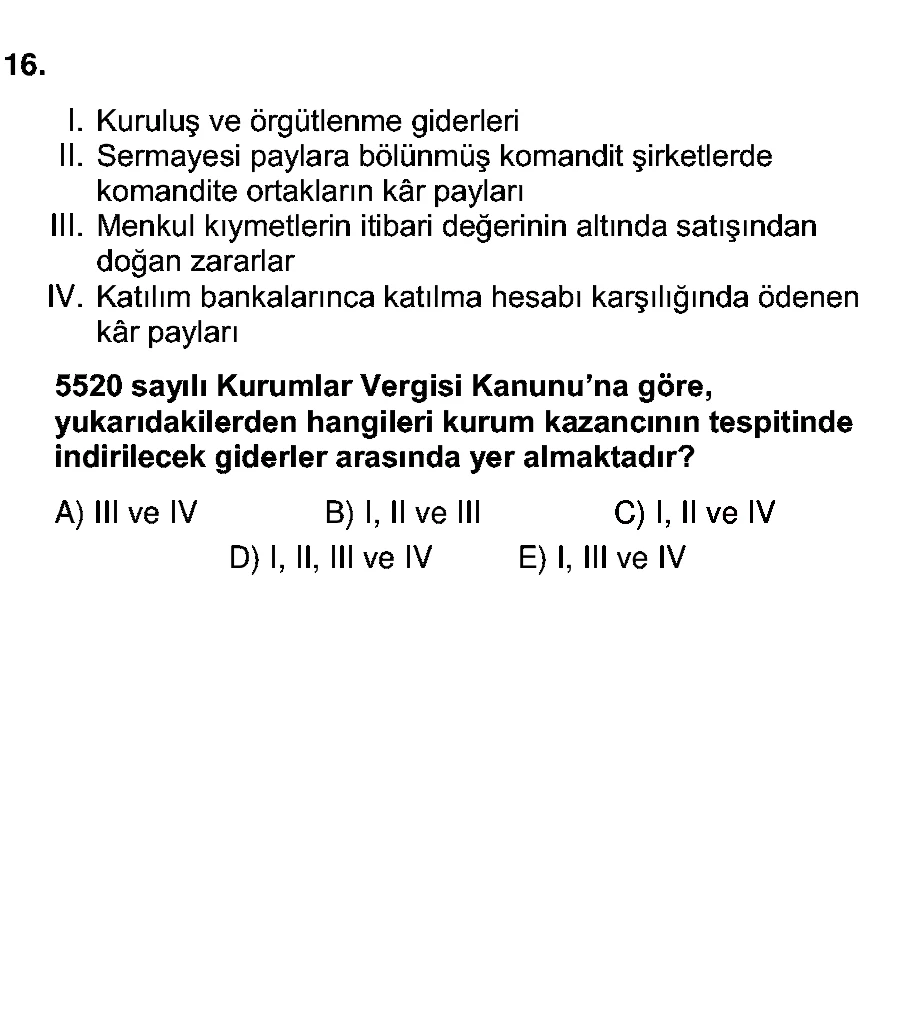 16.
I. Kuruluş ve örgütlenme giderleri
II. Sermayesi paylara bölünmüş komandit şirketlerde
komandite ortakların kâr payları
III. Menkul kıymetlerin itibari değerinin altında satışından
doğan zararlar
IV. Katılım bankalarınca katılma hesabı karşılığında ödenen
kâr payları
5520 sayılı Kurumlar Vergisi Kanunu’na göre,
yukarıdakilerden hangileri kurum kazancının tespitinde
indirilecek giderler arasında yer almaktadır?
A) III ve IV B) I, II ve III C) I, II ve IV
D) I, II, III ve IV E) I, III ve IV